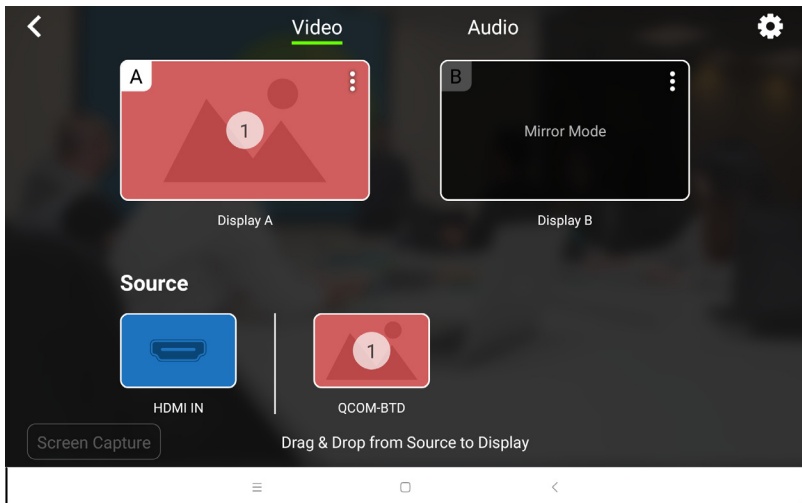 Video Audio
A
1
B
Mirror Mode
Display A Display B
Source
1
HDMI IN QCOM-BTD
Screen Capture Drag & Drop from Source to Display